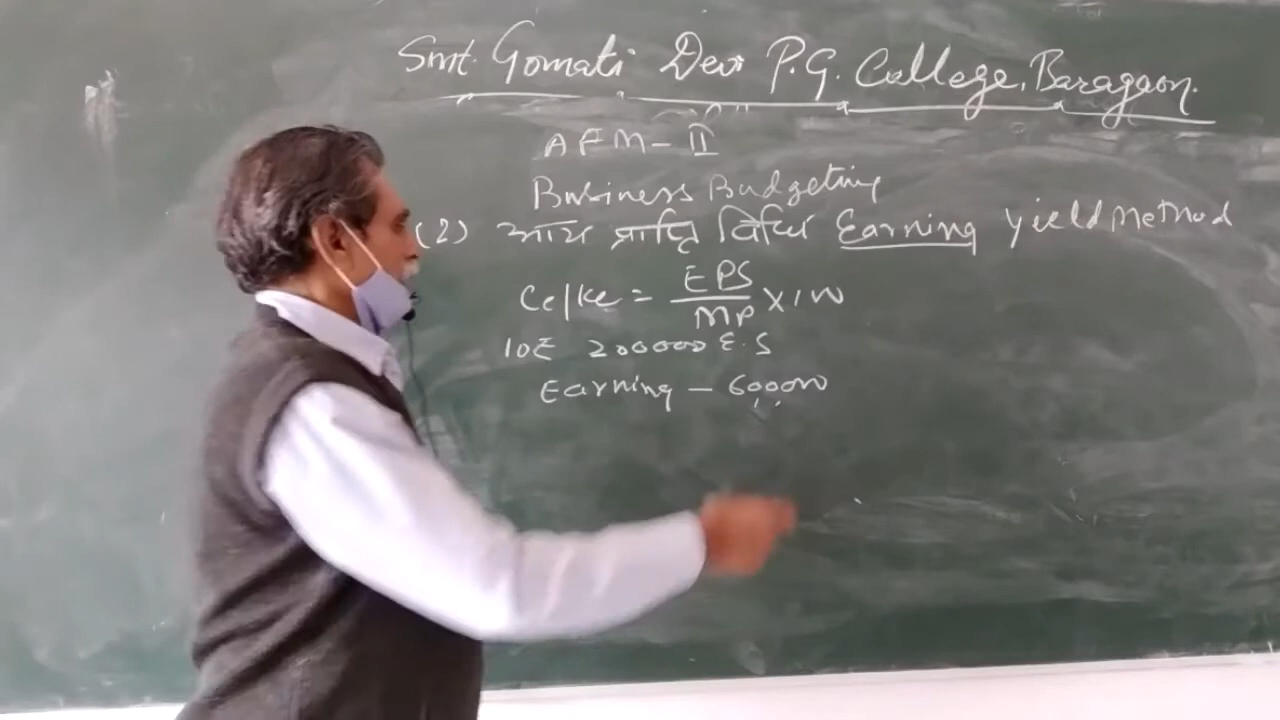 Smt. Gomati Devi P.G. College, Baragaon.
AFM-II
Business Budgeting
(2) आय प्राप्ति विधि Earning Yield Method
Ce/Ke = EPS/MP × 100
10₹ 200000 E.S
Earning - 600000